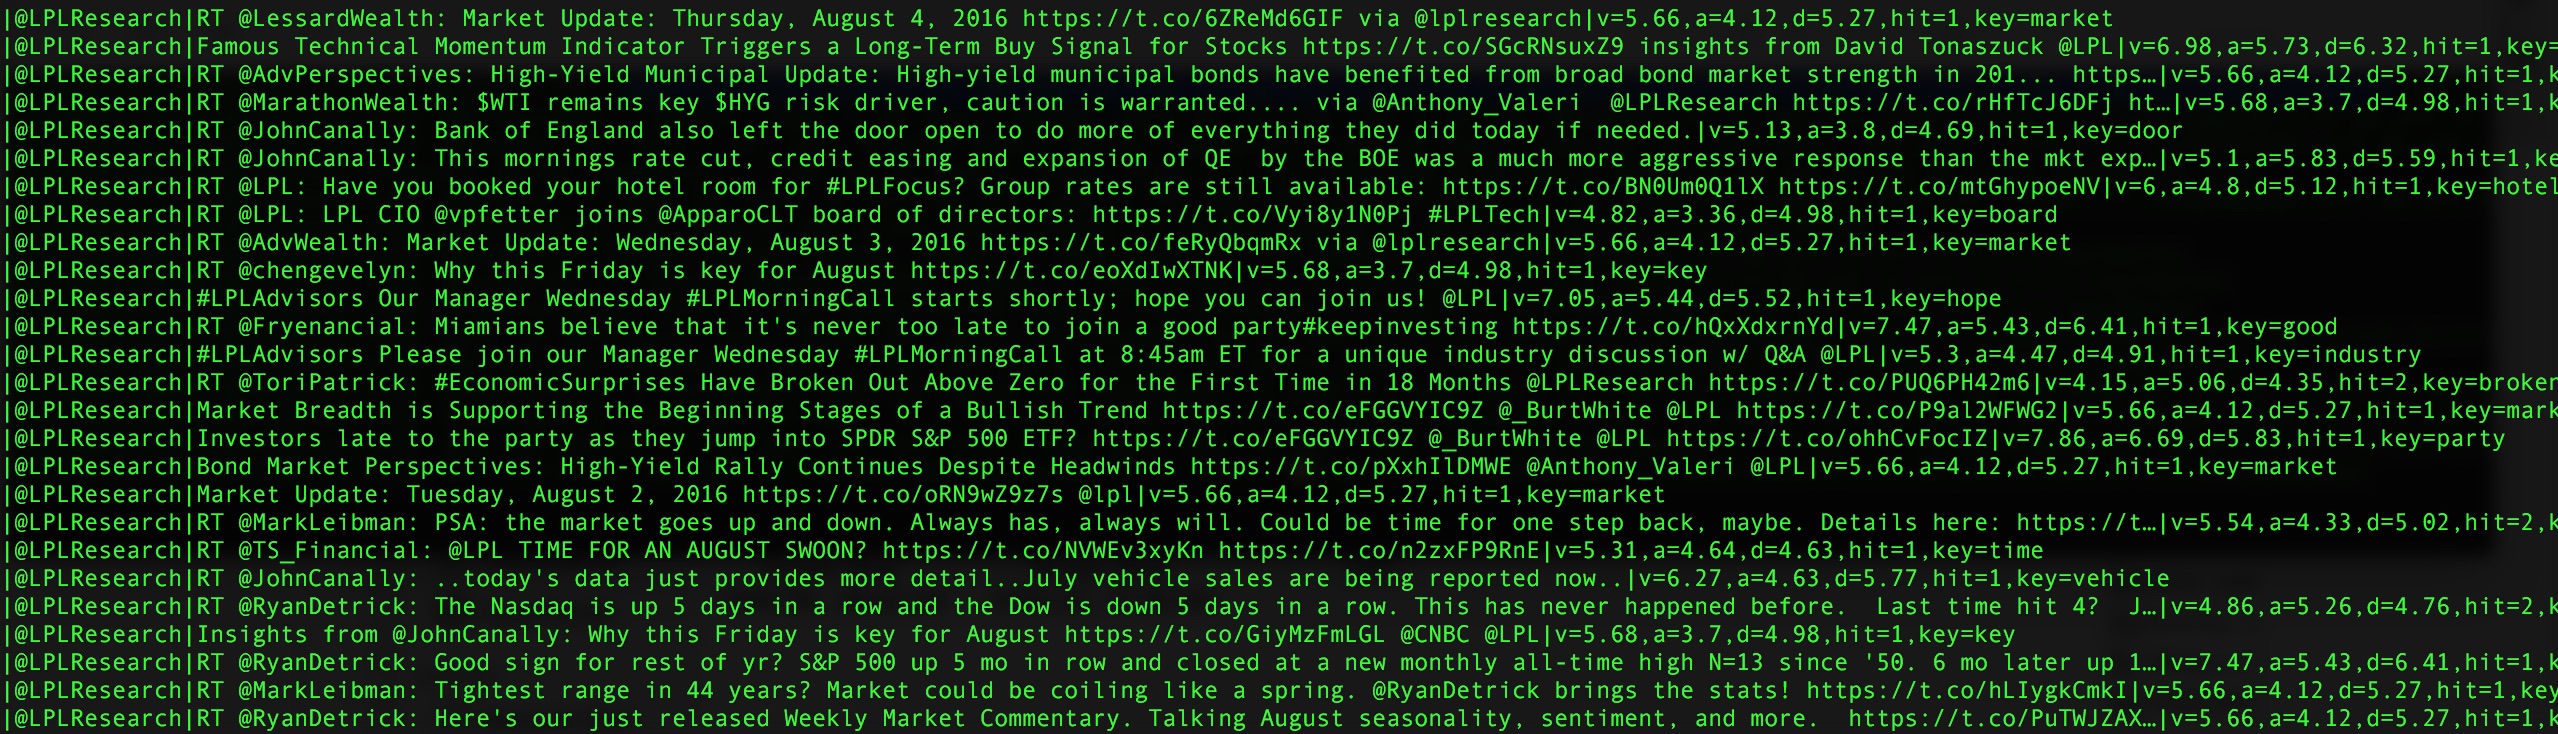 |@LPLResearch|RT @LessardWealth: Market Update: Thursday, August 4, 2016 https://t.co/6ZReMd6GIF via @lplresearch|v=5.66,a=4.12,d=5.27,hit=1,key=market
|@LPLResearch|Famous Technical Momentum Indicator Triggers a Long-Term Buy Signal for Stocks https://t.co/SGcRNsuxZ9 insights from David Tonaszuck @LPL|v=6.98,a=5.73,d=6.32,hit=1,key=
|@LPLResearch|RT @AdvPerspectives: High-Yield Municipal Update: High-yield municipal bonds have benefited from broad bond market strength in 201... https…|v=5.66,a=4.12,d=5.27,hit=1,k
|@LPLResearch|RT @MarathonWealth: $WTI remains key $HYG risk driver, caution is warranted.... via @Anthony_Valeri  @LPLResearch https://t.co/rHfTcJ6DFj ht…|v=5.68,a=3.7,d=4.98,hit=1,k
|@LPLResearch|RT @JohnCanally: Bank of England also left the door open to do more of everything they did today if needed.|v=5.13,a=3.8,d=4.69,hit=1,key=door
|@LPLResearch|RT @JohnCanally: This mornings rate cut, credit easing and expansion of QE  by the BOE was a much more aggressive response than the mkt exp…|v=5.1,a=5.83,d=5.59,hit=1,ke
|@LPLResearch|RT @LPL: Have you booked your hotel room for #LPLFocus? Group rates are still available: https://t.co/BN0Um0Q1lX https://t.co/mtGhypoeNV|v=6,a=4.8,d=5.12,hit=1,key=hotel
|@LPLResearch|RT @LPL: LPL CIO @vpfetter joins @ApparoCLT board of directors: https://t.co/Vyi8y1N0Pj #LPLTech|v=4.82,a=3.36,d=4.98,hit=1,key=board
|@LPLResearch|RT @AdvWealth: Market Update: Wednesday, August 3, 2016 https://t.co/feRyQbqmRx via @lplresearch|v=5.66,a=4.12,d=5.27,hit=1,key=market
|@LPLResearch|RT @chengevelyn: Why this Friday is key for August https://t.co/eoXdIwXTNK|v=5.68,a=3.7,d=4.98,hit=1,key=key
|@LPLResearch|#LPLAdvisors Our Manager Wednesday #LPLMorningCall starts shortly; hope you can join us! @LPL|v=7.05,a=5.44,d=5.52,hit=1,key=hope
|@LPLResearch|RT @Fryenancial: Miamians believe that it's never too late to join a good party#keepinvesting https://t.co/hQxXdxrnYd|v=7.47,a=5.43,d=6.41,hit=1,key=good
|@LPLResearch|#LPLAdvisors Please join our Manager Wednesday #LPLMorningCall at 8:45am ET for a unique industry discussion w/ Q&A @LPL|v=5.3,a=4.47,d=4.91,hit=1,key=industry
|@LPLResearch|RT @ToriPatrick: #EconomicSurprises Have Broken Out Above Zero for the First Time in 18 Months @LPLResearch https://t.co/PUQ6PH42m6|v=4.15,a=5.06,d=4.35,hit=2,key=broken
|@LPLResearch|Market Breadth is Supporting the Beginning Stages of a Bullish Trend https://t.co/eFGGVYIC9Z @_BurtWhite @LPL https://t.co/P9al2WFWG2|v=5.66,a=4.12,d=5.27,hit=1,key=mark
|@LPLResearch|Investors late to the party as they jump into SPDR S&P 500 ETF? https://t.co/eFGGVYIC9Z @_BurtWhite @LPL https://t.co/ohhCvFocIZ|v=7.86,a=6.69,d=5.83,hit=1,key=party
|@LPLResearch|Bond Market Perspectives: High-Yield Rally Continues Despite Headwinds https://t.co/pXxhIlDMWE @Anthony_Valeri @LPL|v=5.66,a=4.12,d=5.27,hit=1,key=market
|@LPLResearch|Market Update: Tuesday, August 2, 2016 https://t.co/oRN9wZ9z7s @lpl|v=5.66,a=4.12,d=5.27,hit=1,key=market
|@LPLResearch|RT @MarkLeibman: PSA: the market goes up and down. Always has, always will. Could be time for one step back, maybe. Details here: https://t…|v=5.54,a=4.33,d=5.02,hit=2,k
|@LPLResearch|RT @TS_Financial: @LPL TIME FOR AN AUGUST SWOON? https://t.co/NVWEv3xyKn https://t.co/n2zxFP9RnE|v=5.31,a=4.64,d=4.63,hit=1,key=time
|@LPLResearch|RT @JohnCanally: ..today's data just provides more detail..July vehicle sales are being reported now..|v=6.27,a=4.63,d=5.77,hit=1,key=vehicle
|@LPLResearch|RT @RyanDetrick: The Nasdaq is up 5 days in a row and the Dow is down 5 days in a row. This has never happened before.  Last time hit 4?  J…|v=4.86,a=5.26,d=4.76,hit=2,k
|@LPLResearch|Insights from @JohnCanally: Why this Friday is key for August https://t.co/GiyMzFmLGL @CNBC @LPL|v=5.68,a=3.7,d=4.98,hit=1,key=key
|@LPLResearch|RT @RyanDetrick: Good sign for rest of yr? S&P 500 up 5 mo in row and closed at a new monthly all-time high N=13 since '50. 6 mo later up 1…|v=7.47,a=5.43,d=6.41,hit=1,k
|@LPLResearch|RT @MarkLeibman: Tightest range in 44 years? Market could be coiling like a spring. @RyanDetrick brings the stats! https://t.co/hLIygkCmkI|v=5.66,a=4.12,d=5.27,hit=1,key
|@LPLResearch|RT @RyanDetrick: Here's our just released Weekly Market Commentary. Talking August seasonality, sentiment, and more.  https://t.co/PuTWJZAX…|v=5.66,a=4.12,d=5.27,hit=1,k